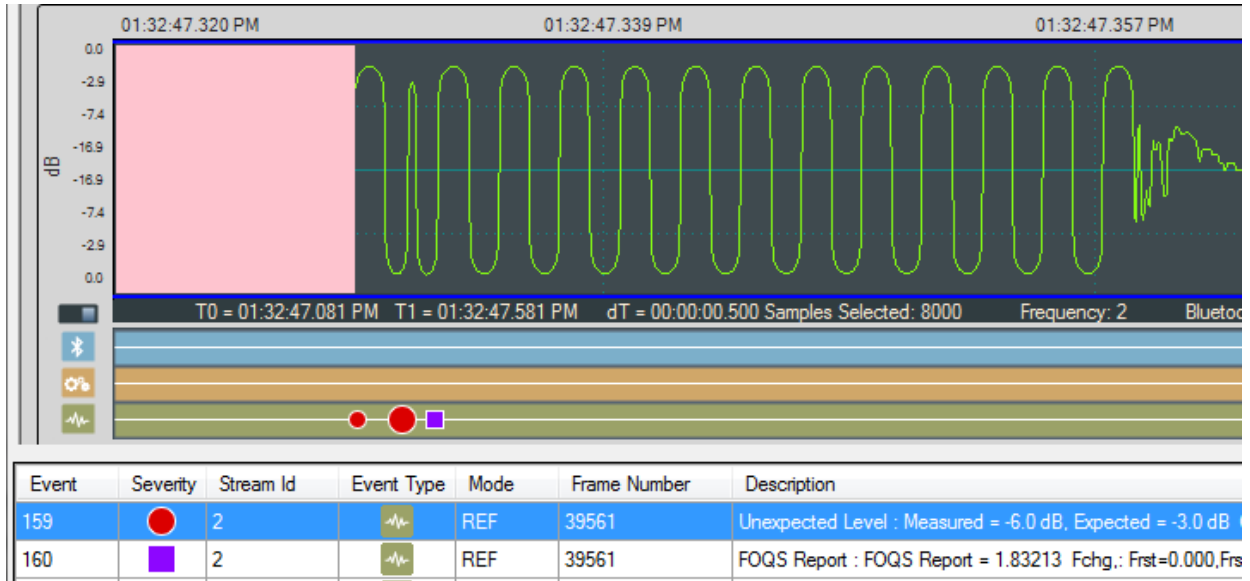 01:32:47.320 PM 01:32:47.339 PM 01:32:47.357 PM
0.0
-2.9
-7.4
-16.9
dB
-16.9
-7.4
-2.9
0.0
T0 = 01:32:47.081 PM T1 = 01:32:47.581 PM dT = 00:00:00.500 Samples Selected: 8000 Frequency: 2 Bluetoo
Event Severity Stream Id Event Type Mode Frame Number Description
159 2 REF 39561 Unexpected Level : Measured = -6.0 dB, Expected = -3.0 dB
160 2 REF 39561 FOQS Report : FOQS Report = 1.83213 Fchg,: Frst=0.000,Frs